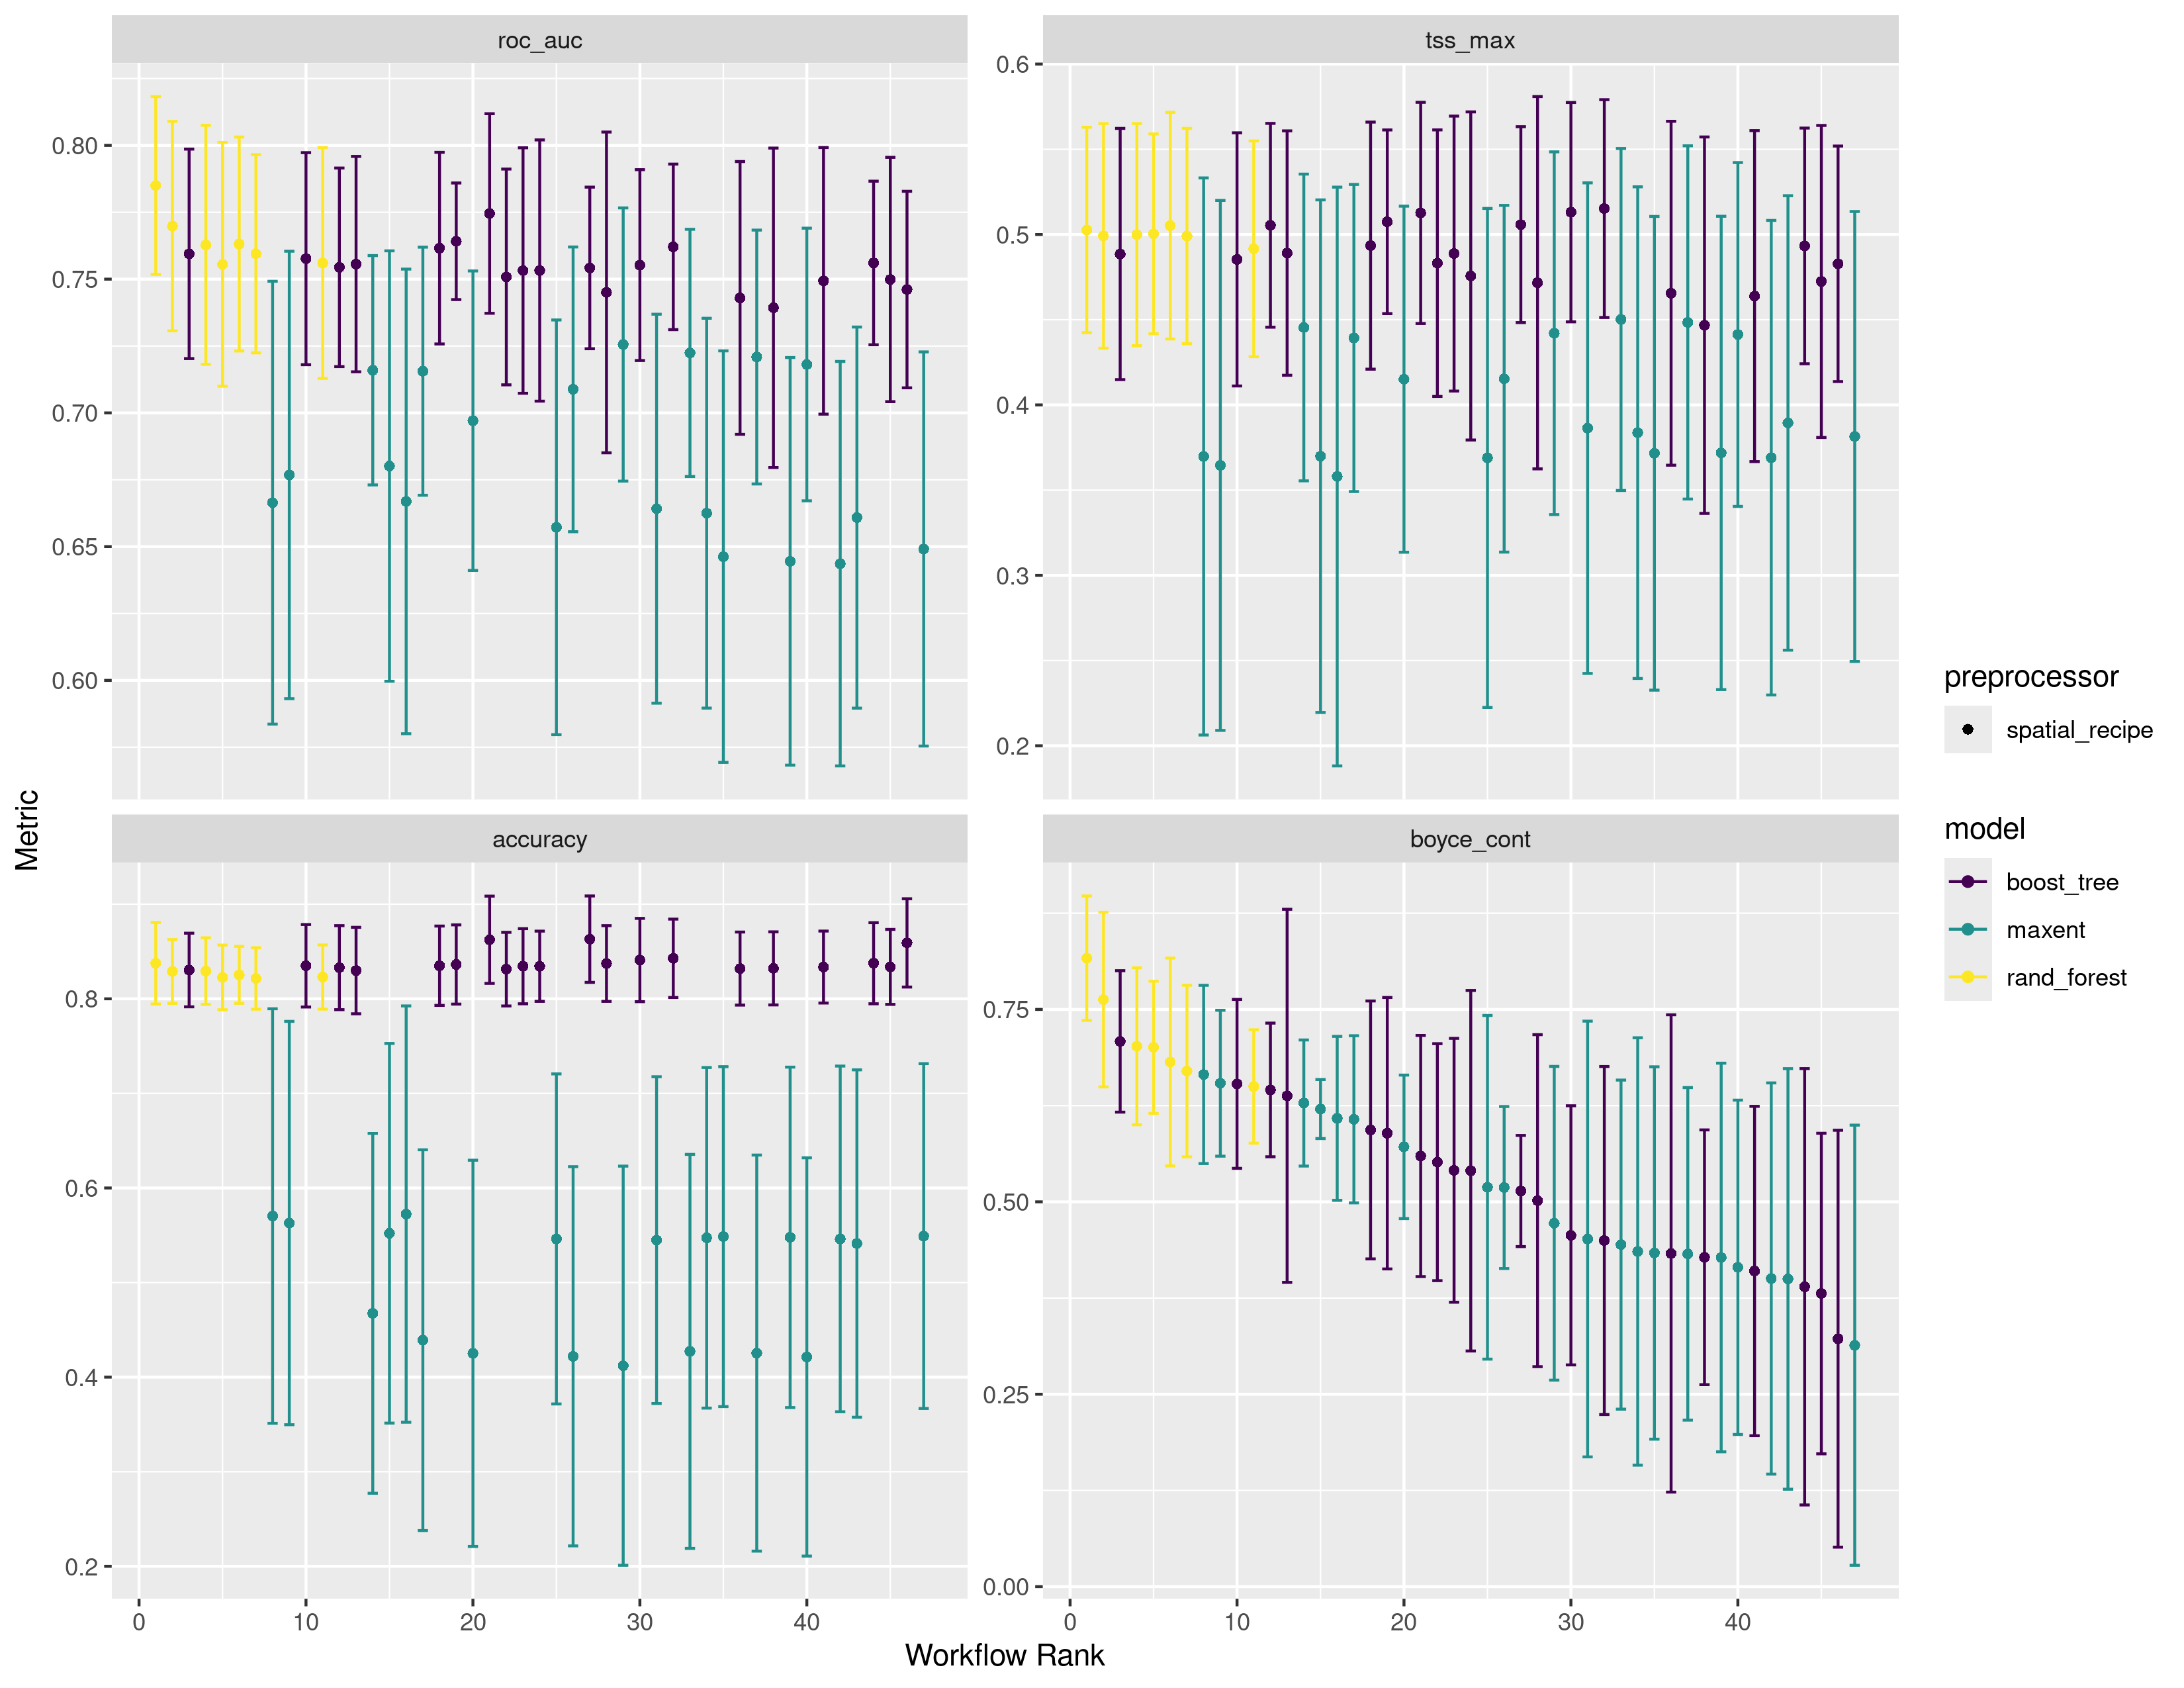 roc_auc
tss_max
0.80
0.75
0.70
0.65
0.60
0.6
0.5
0.4
0.3
0.2
accuracy
boyce_cont
0.8
0.6
0.4
0.2
0.75
0.50
0.25
0.00
0 10 20 30 40
0 10 20 30 40
Workflow Rank
Metric
preprocessor
spatial_recipe
model
boost_tree
maxent
rand_forest